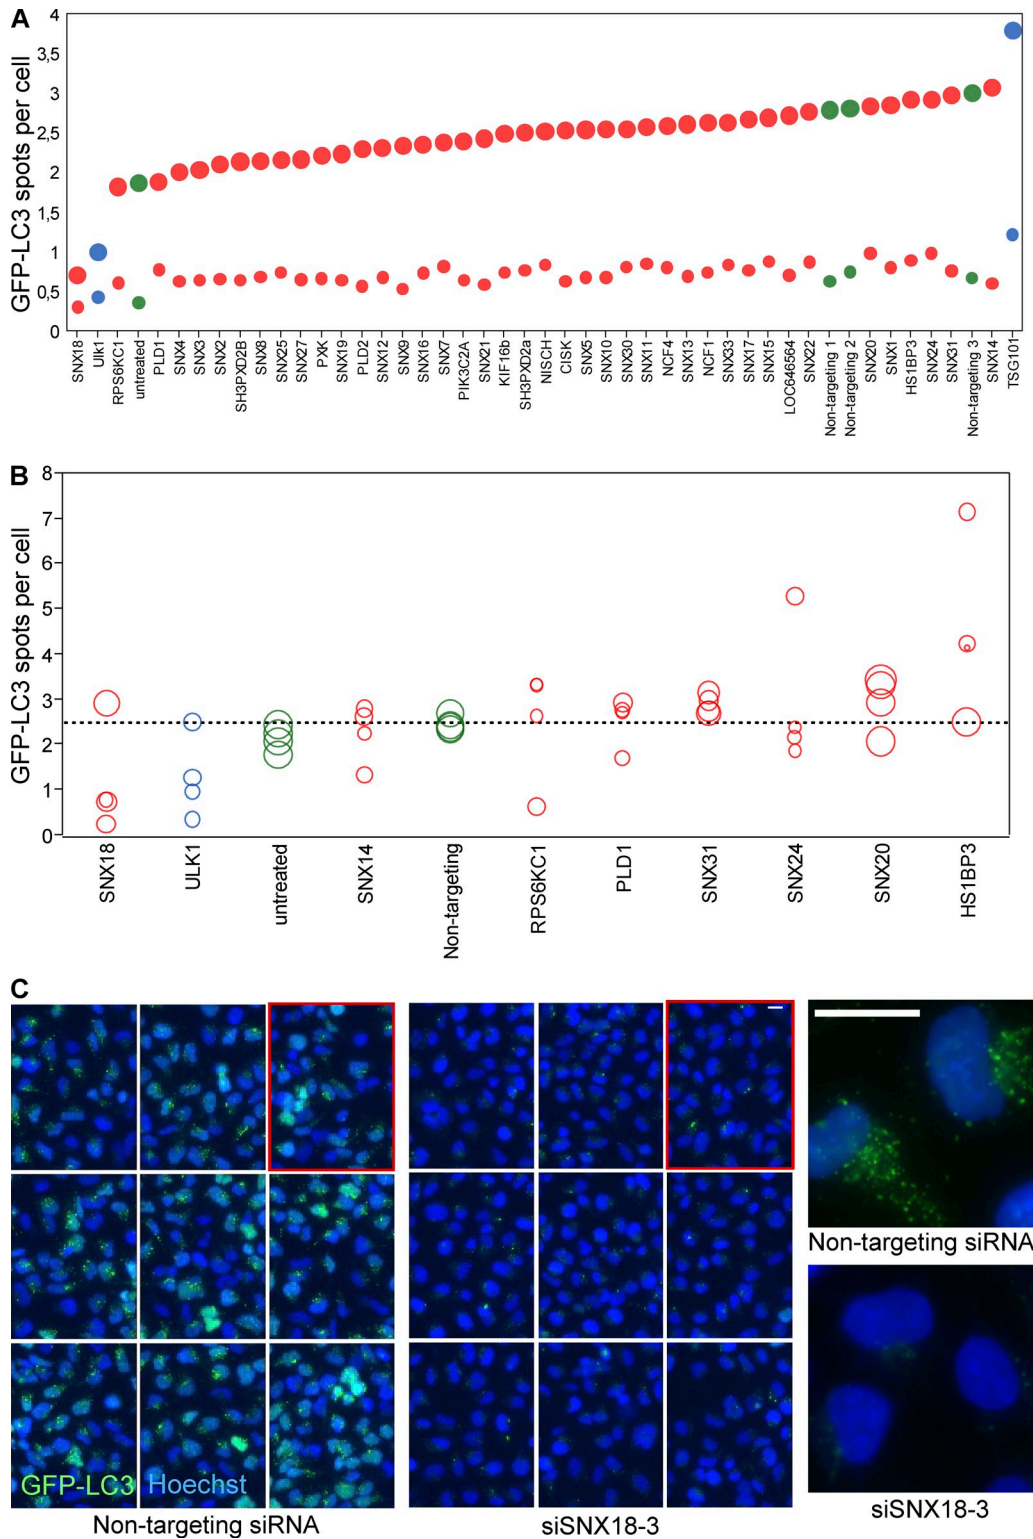 A
GFP-LC3 spots per cell
4
3,5
3
2,5
2
1,5
1
0,5
0
SNX18
Ulk1
RPS6KC1
untreated
PLD1
SNX4
SNX3
SNX2
SH3PXD2B
SNX8
SNX25
SNX27
PXK
SNX19
PLD2
SNX12
SNX9
SNX16
SNX7
PIK3C2A
SNX21
KIF16b
SH3PXD2a
NISCH1
CISK
SNX5
SNX10
SNX30
SNX11
NCF4
SNX13
NCF1
SNX33
SNX17
SNX15
LOC646564
SNX22
Non-targeting 1
Non-targeting 2
SNX20
SNX1
HS1BP3
SNX24
SNX31
Non-targeting 3
SNX14
TSG101
B
GFP-LC3 spots per cell
8
7
6
5
4
3
2
1
0
SNX18
ULK1
untreated
SNX14
Non-targeting
RPS6KC1
PLD1
SNX31
SNX24
SNX20
HS1BP3
C
GFP-LC3
Hoechst
Non-targeting siRNA
siSNX18-3
Non-targeting siRNA
siSNX18-3